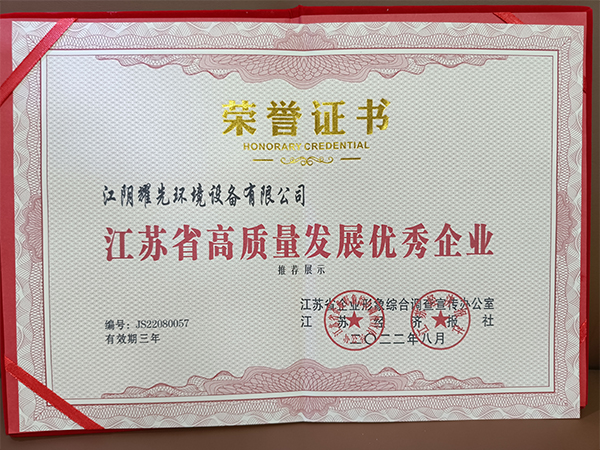 荣誉证书
HONORARY CREDENTIAL
江阴耀先环境设备有限公司
江苏省高质量发展优秀企业
推荐展示
江苏省企业形象综合调查宣传办公室
江苏经济报社
编号：JS22080057
有效期三年
二〇二二年八月